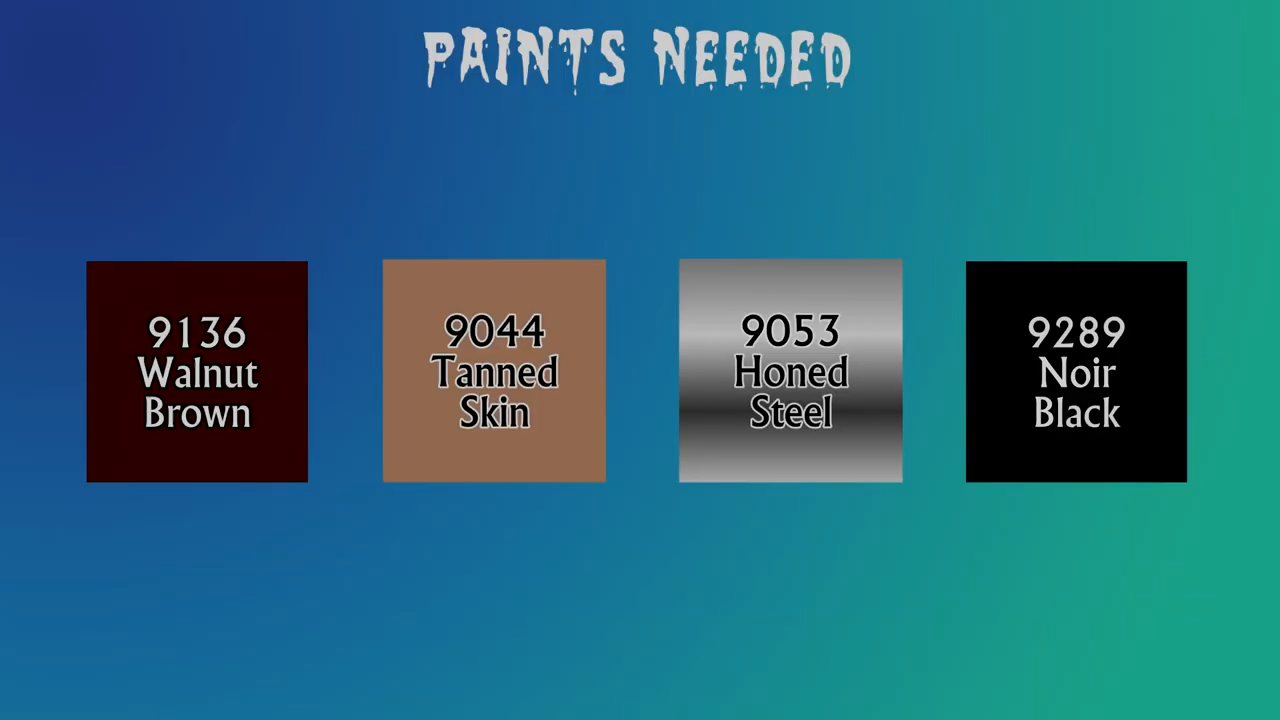 PAINTS NEEDED
9136
Walnut
Brown
9044
Tanned
Skin
9053
Honed
Steel
9289
Noir
Black